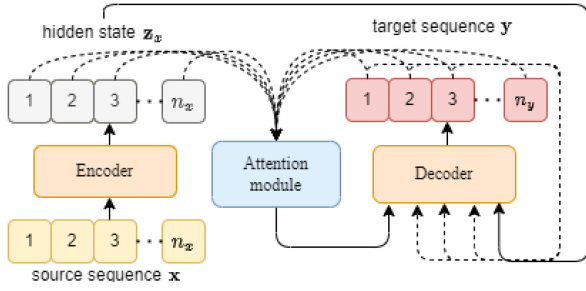 hidden state z_x
target sequence y
1 2 3 ··· n_x
1 2 3 ··· n_y
Encoder
Attention
module
Decoder
1 2 3 ··· n_x
source sequence x